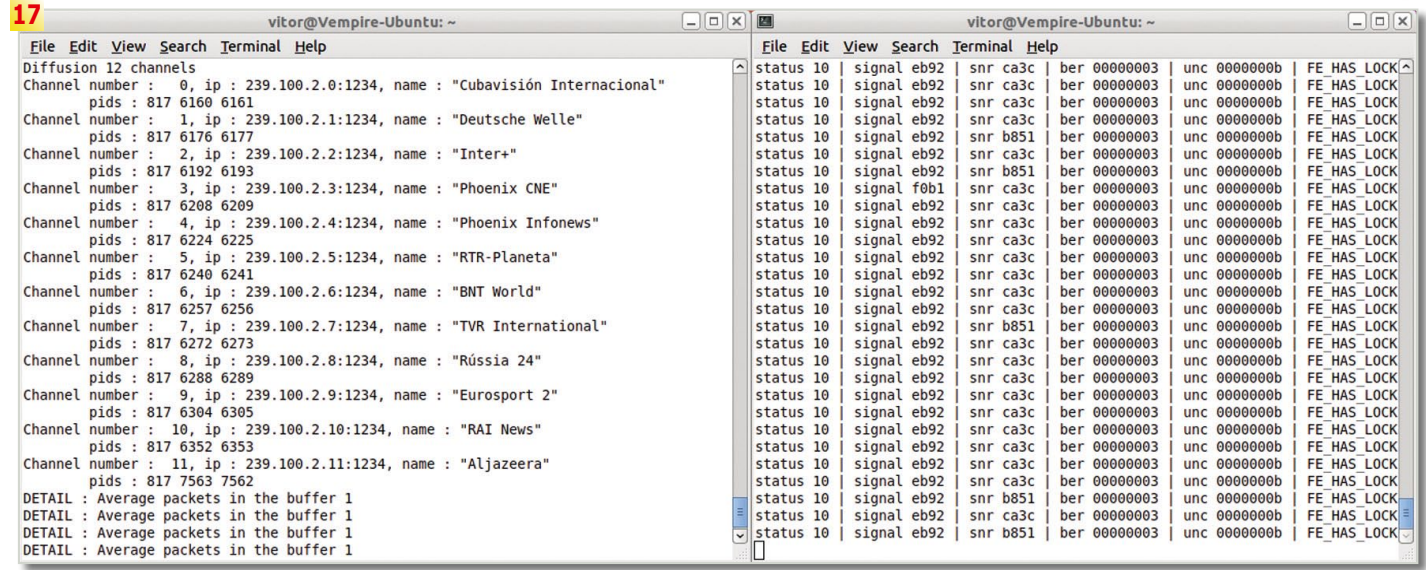 17
vitor@Vempire-Ubuntu: ~
File Edit View Search Terminal Help
Diffusion 12 channels
Channel number :   0, ip : 239.100.2.0:1234, name : "Cubavisión Internacional"
pids : 817 6160 6161
Channel number :   1, ip : 239.100.2.1:1234, name : "Deutsche Welle"
pids : 817 6176 6177
Channel number :   2, ip : 239.100.2.2:1234, name : "Inter+"
pids : 817 6192 6193
Channel number :   3, ip : 239.100.2.3:1234, name : "Phoenix CNE"
pids : 817 6208 6209
Channel number :   4, ip : 239.100.2.4:1234, name : "Phoenix Infonews"
pids : 817 6224 6225
Channel number :   5, ip : 239.100.2.5:1234, name : "RTR-Planeta"
pids : 817 6240 6241
Channel number :   6, ip : 239.100.2.6:1234, name : "BNT World"
pids : 817 6257 6256
Channel number :   7, ip : 239.100.2.7:1234, name : "TVR International"
pids : 817 6272 6273
Channel number :   8, ip : 239.100.2.8:1234, name : "Rússia 24"
pids : 817 6288 6289
Channel number :   9, ip : 239.100.2.9:1234, name : "Eurosport 2"
pids : 817 6304 6305
Channel number :  10, ip : 239.100.2.10:1234, name : "RAI News"
pids : 817 6352 6353
Channel number :  11, ip : 239.100.2.11:1234, name : "Aljazeera"
pids : 817 7563 7562
DETAIL : Average packets in the buffer 1
DETAIL : Average packets in the buffer 1
DETAIL : Average packets in the buffer 1
DETAIL : Average packets in the buffer 1
vitor@Vempire-Ubuntu: ~
File Edit View Search Terminal Help
status 10 | signal eb92 | snr ca3c | ber 00000003 | unc 0000000b | FE_HAS_LOCK
status 10 | signal eb92 | snr ca3c | ber 00000003 | unc 0000000b | FE_HAS_LOCK
status 10 | signal eb92 | snr ca3c | ber 00000003 | unc 0000000b | FE_HAS_LOCK
status 10 | signal eb92 | snr ca3c | ber 00000003 | unc 0000000b | FE_HAS_LOCK
status 10 | signal eb92 | snr b851 | ber 00000003 | unc 0000000b | FE_HAS_LOCK
status 10 | signal eb92 | snr ca3c | ber 00000003 | unc 0000000b | FE_HAS_LOCK
status 10 | signal eb92 | snr b851 | ber 00000003 | unc 0000000b | FE_HAS_LOCK
status 10 | signal f0b1 | snr ca3c | ber 00000003 | unc 0000000b | FE_HAS_LOCK
status 10 | signal eb92 | snr ca3c | ber 00000003 | unc 0000000b | FE_HAS_LOCK
status 10 | signal eb92 | snr ca3c | ber 00000003 | unc 0000000b | FE_HAS_LOCK
status 10 | signal eb92 | snr ca3c | ber 00000003 | unc 0000000b | FE_HAS_LOCK
status 10 | signal eb92 | snr ca3c | ber 00000003 | unc 0000000b | FE_HAS_LOCK
status 10 | signal eb92 | snr ca3c | ber 00000003 | unc 0000000b | FE_HAS_LOCK
status 10 | signal eb92 | snr ca3c | ber 00000003 | unc 0000000b | FE_HAS_LOCK
status 10 | signal eb92 | snr b851 | ber 00000003 | unc 0000000b | FE_HAS_LOCK
status 10 | signal eb92 | snr ca3c | ber 00000003 | unc 0000000b | FE_HAS_LOCK
status 10 | signal eb92 | snr ca3c | ber 00000003 | unc 0000000b | FE_HAS_LOCK
status 10 | signal eb92 | snr ca3c | ber 00000003 | unc 0000000b | FE_HAS_LOCK
status 10 | signal eb92 | snr ca3c | ber 00000003 | unc 0000000b | FE_HAS_LOCK
status 10 | signal eb92 | snr ca3c | ber 00000003 | unc 0000000b | FE_HAS_LOCK
status 10 | signal eb92 | snr ca3c | ber 00000003 | unc 0000000b | FE_HAS_LOCK
status 10 | signal eb92 | snr ca3c | ber 00000003 | unc 0000000b | FE_HAS_LOCK
status 10 | signal eb92 | snr ca3c | ber 00000003 | unc 0000000b | FE_HAS_LOCK
status 10 | signal eb92 | snr ca3c | ber 00000003 | unc 0000000b | FE_HAS_LOCK
status 10 | signal eb92 | snr ca3c | ber 00000003 | unc 0000000b | FE_HAS_LOCK
status 10 | signal eb92 | snr b851 | ber 00000003 | unc 0000000b | FE_HAS_LOCK
status 10 | signal eb92 | snr ca3c | ber 00000003 | unc 0000000b | FE_HAS_LOCK
status 10 | signal eb92 | snr b851 | ber 00000003 | unc 0000000b | FE_HAS_LOCK